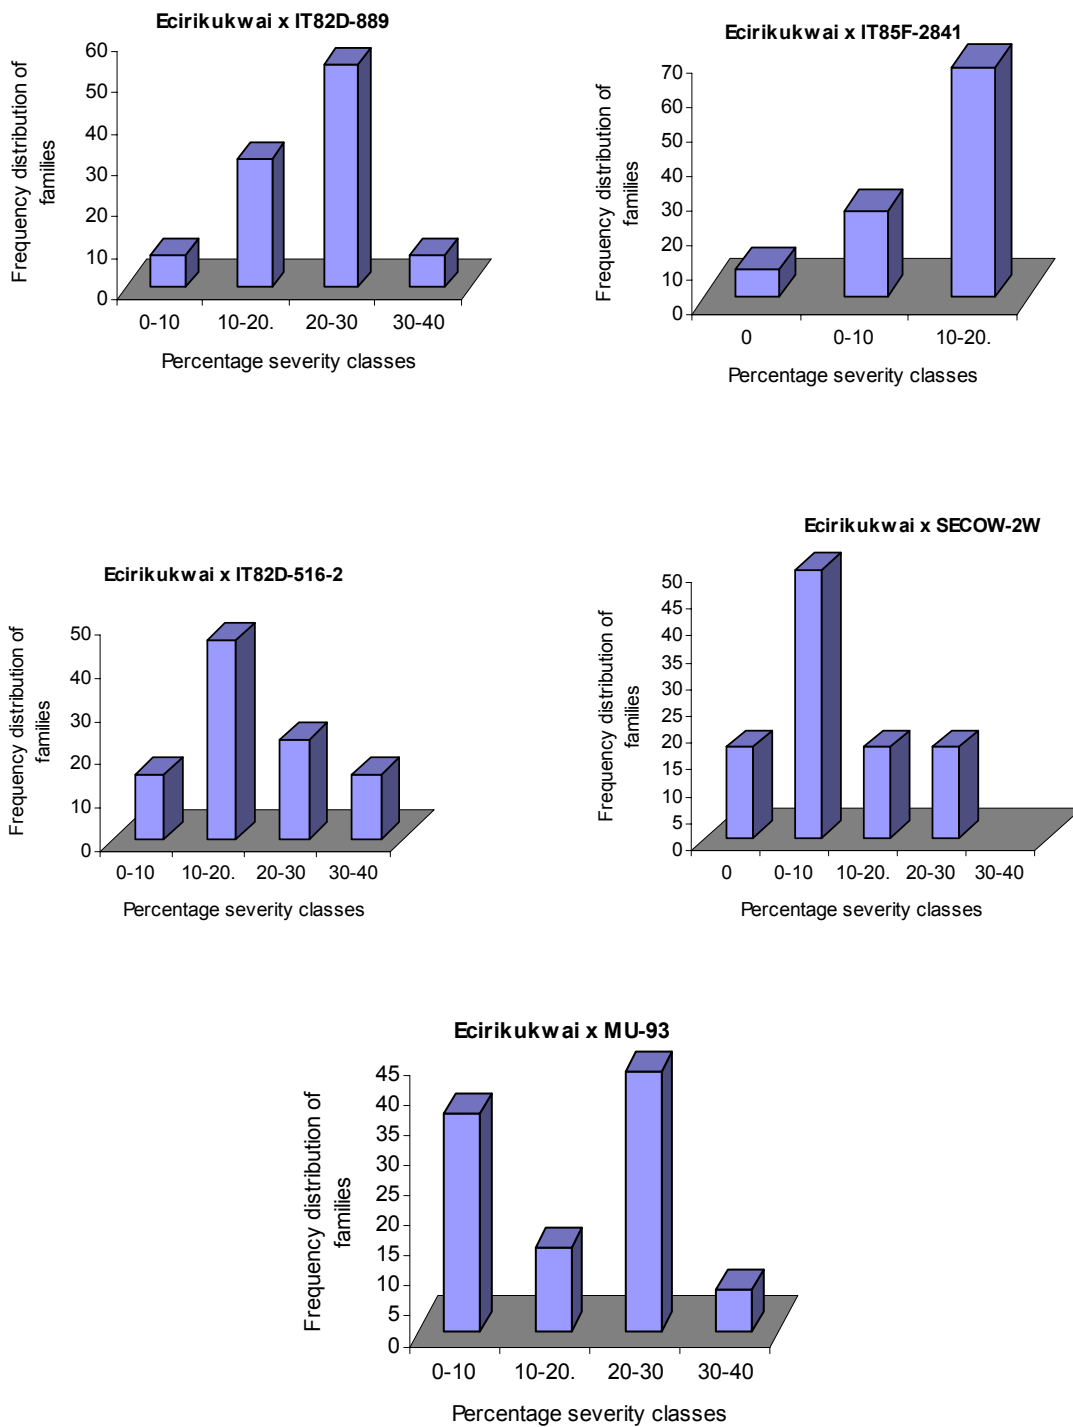 Ecirikukwai x IT82D-889
Frequency distribution of
families
60
50
40
30
20
10
0
0-10 10-20. 20-30 30-40
Percentage severity classes
Ecirikukwai x IT85F-2841
Frequency distribution of
families
70
60
50
40
30
20
10
0
0 0-10 10-20.
Percentage severity classes
Ecirikukwai x IT82D-516-2
Frequency distribution of
families
50
40
30
20
10
0
0-10 10-20. 20-30 30-40
Percentage severity classes
Ecirikukwai x SECOW-2W
Frequency distribution of
families
50
45
40
35
30
25
20
15
10
5
0
0 0-10 10-20. 20-30 30-40
Percentage severity classes
Ecirikukwai x MU-93
Frequency distribution of
families
45
40
35
30
25
20
15
10
5
0
0-10 10-20. 20-30 30-40
Percentage severity classes